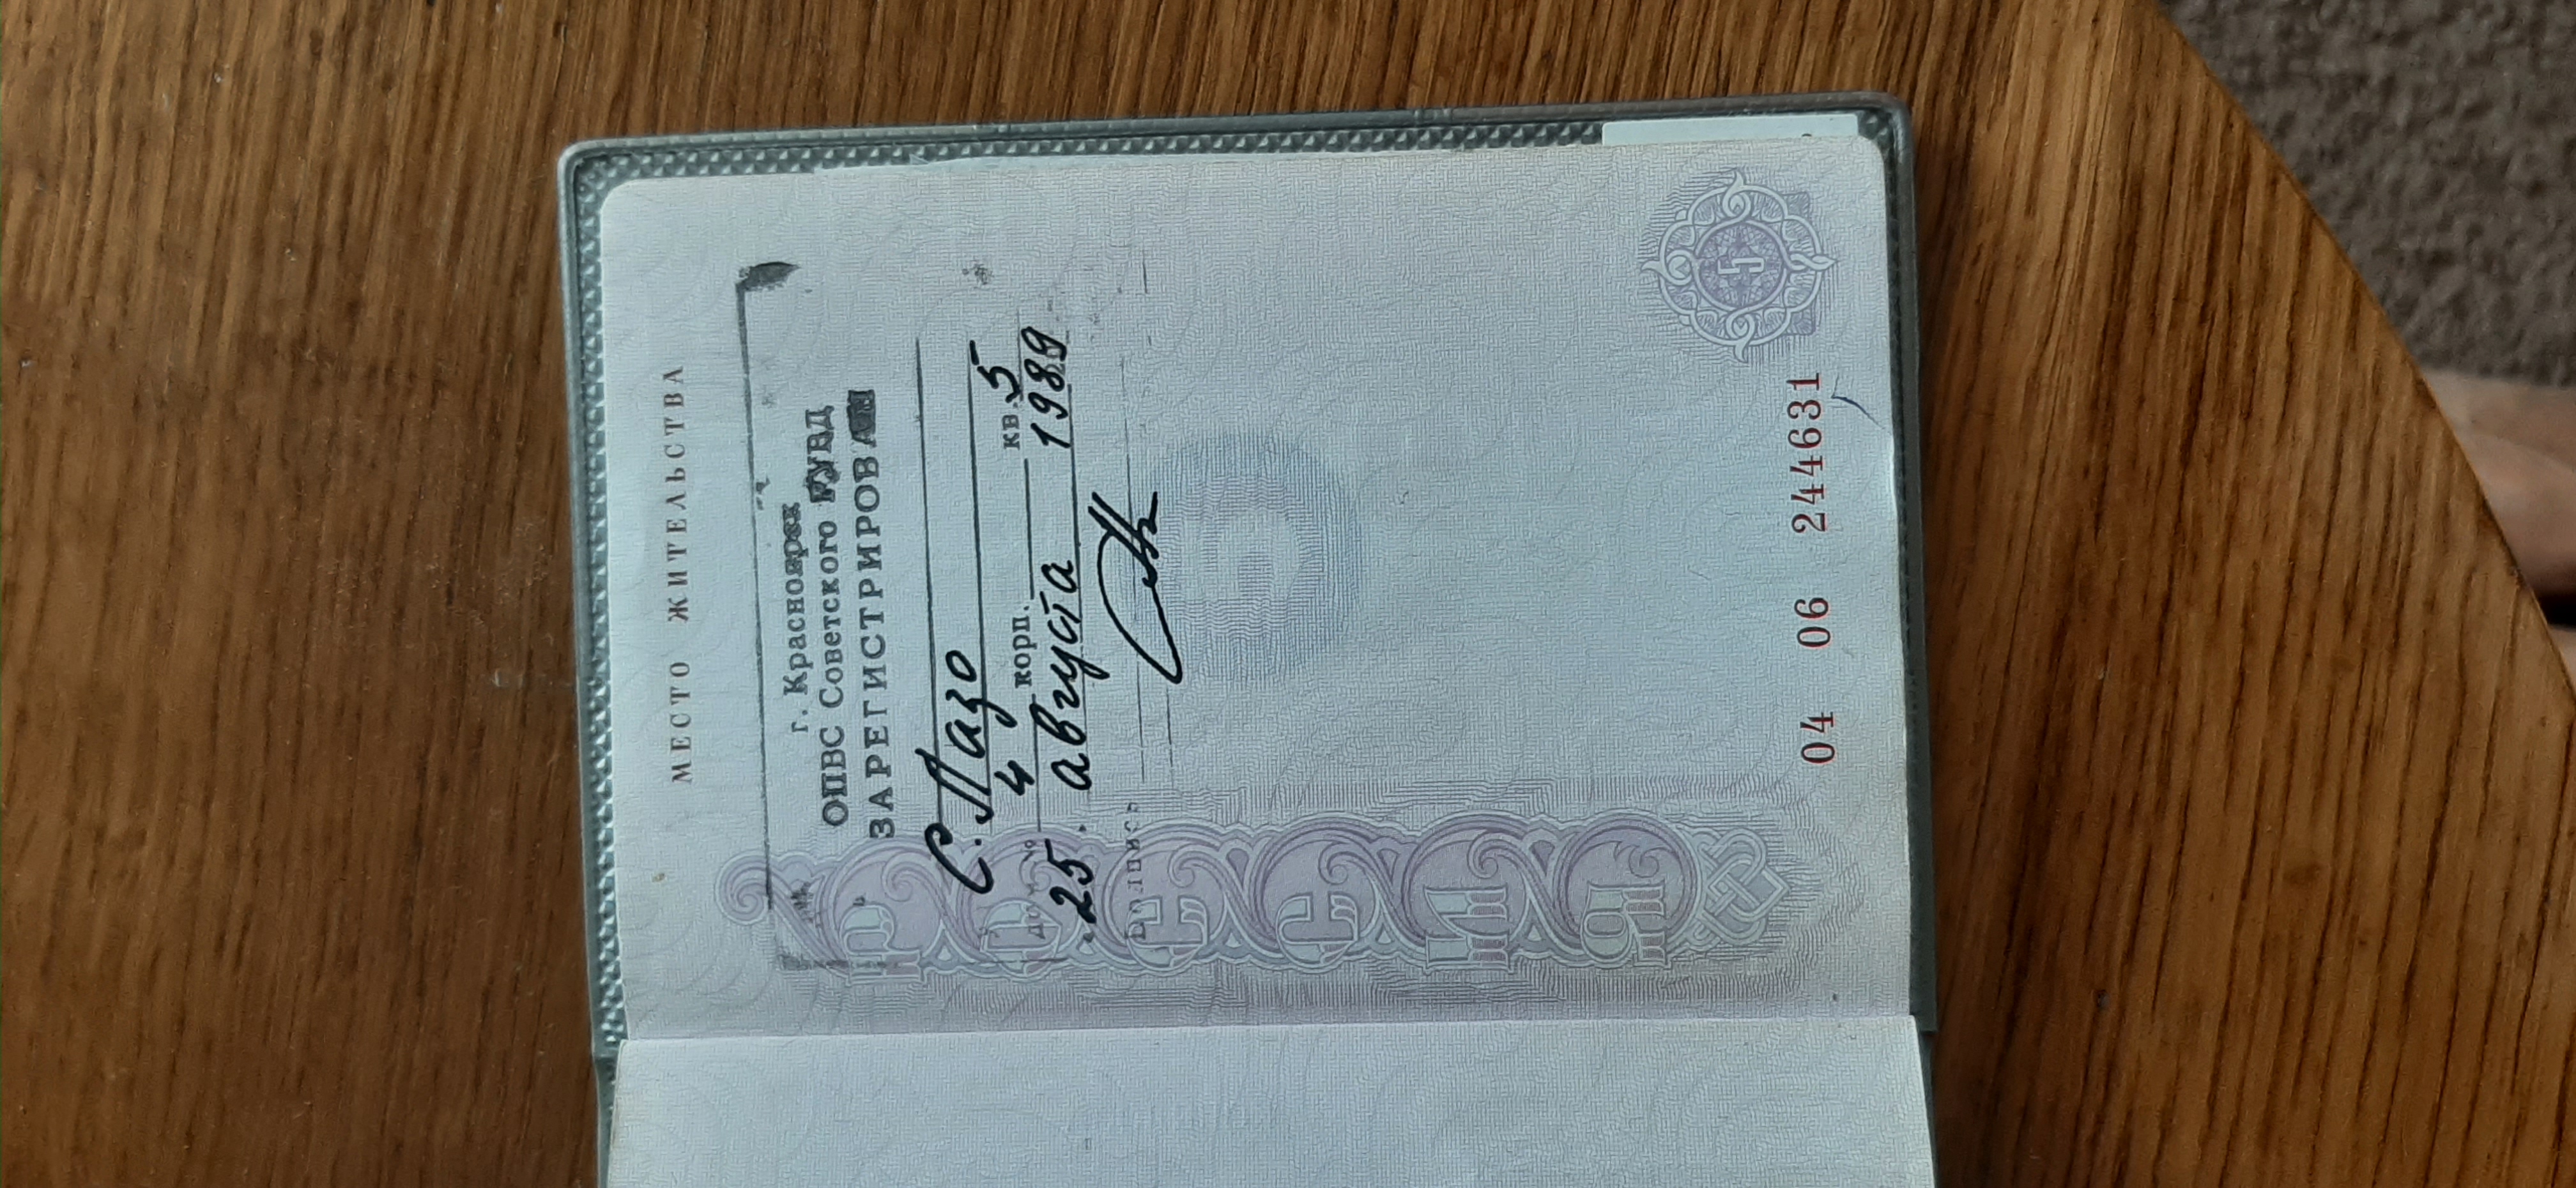 МЕСТО ЖИТЕЛЬСТВА
г. Красноярск
ОПВС Советского РУВД
ЗАРЕГИСТРИРОВАН
С. Лазо
дом № 4 корп. кв. 5
25. августа 1989
Подпись
РОССИЯ
5
5
04 06 244631